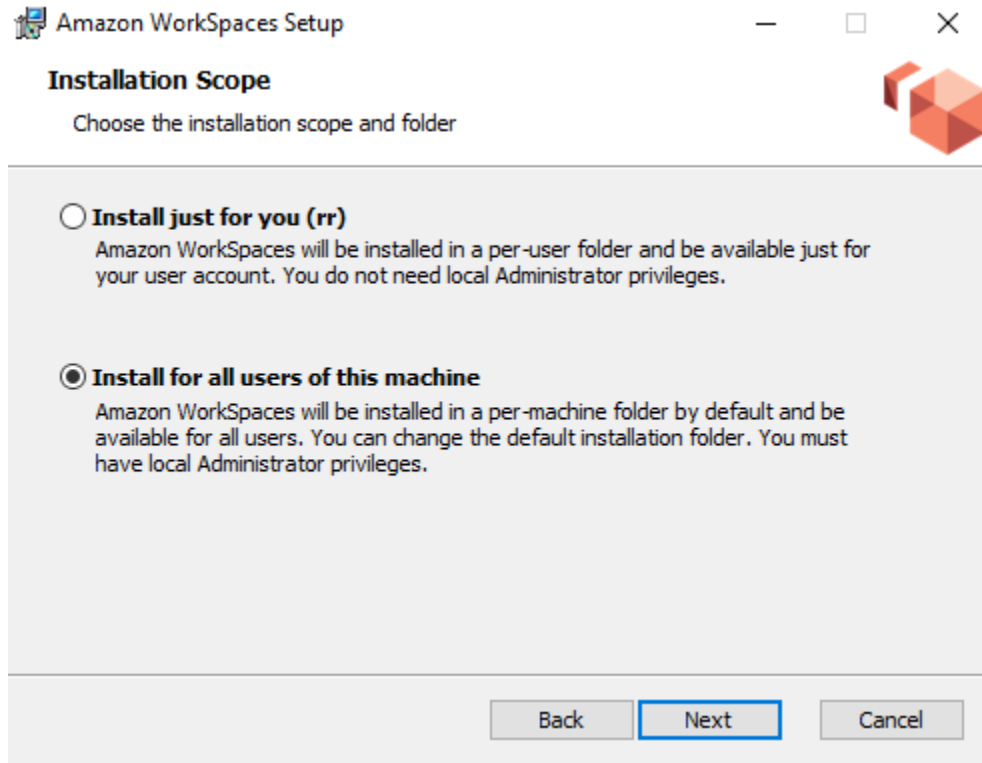 Amazon WorkSpaces Setup
Installation Scope
Choose the installation scope and folder
Install just for you (rr)
Amazon WorkSpaces will be installed in a per-user folder and be available just for
your user account. You do not need local Administrator privileges.
Install for all users of this machine
Amazon WorkSpaces will be installed in a per-machine folder by default and be
available for all users. You can change the default installation folder. You must
have local Administrator privileges.
Back Next Cancel